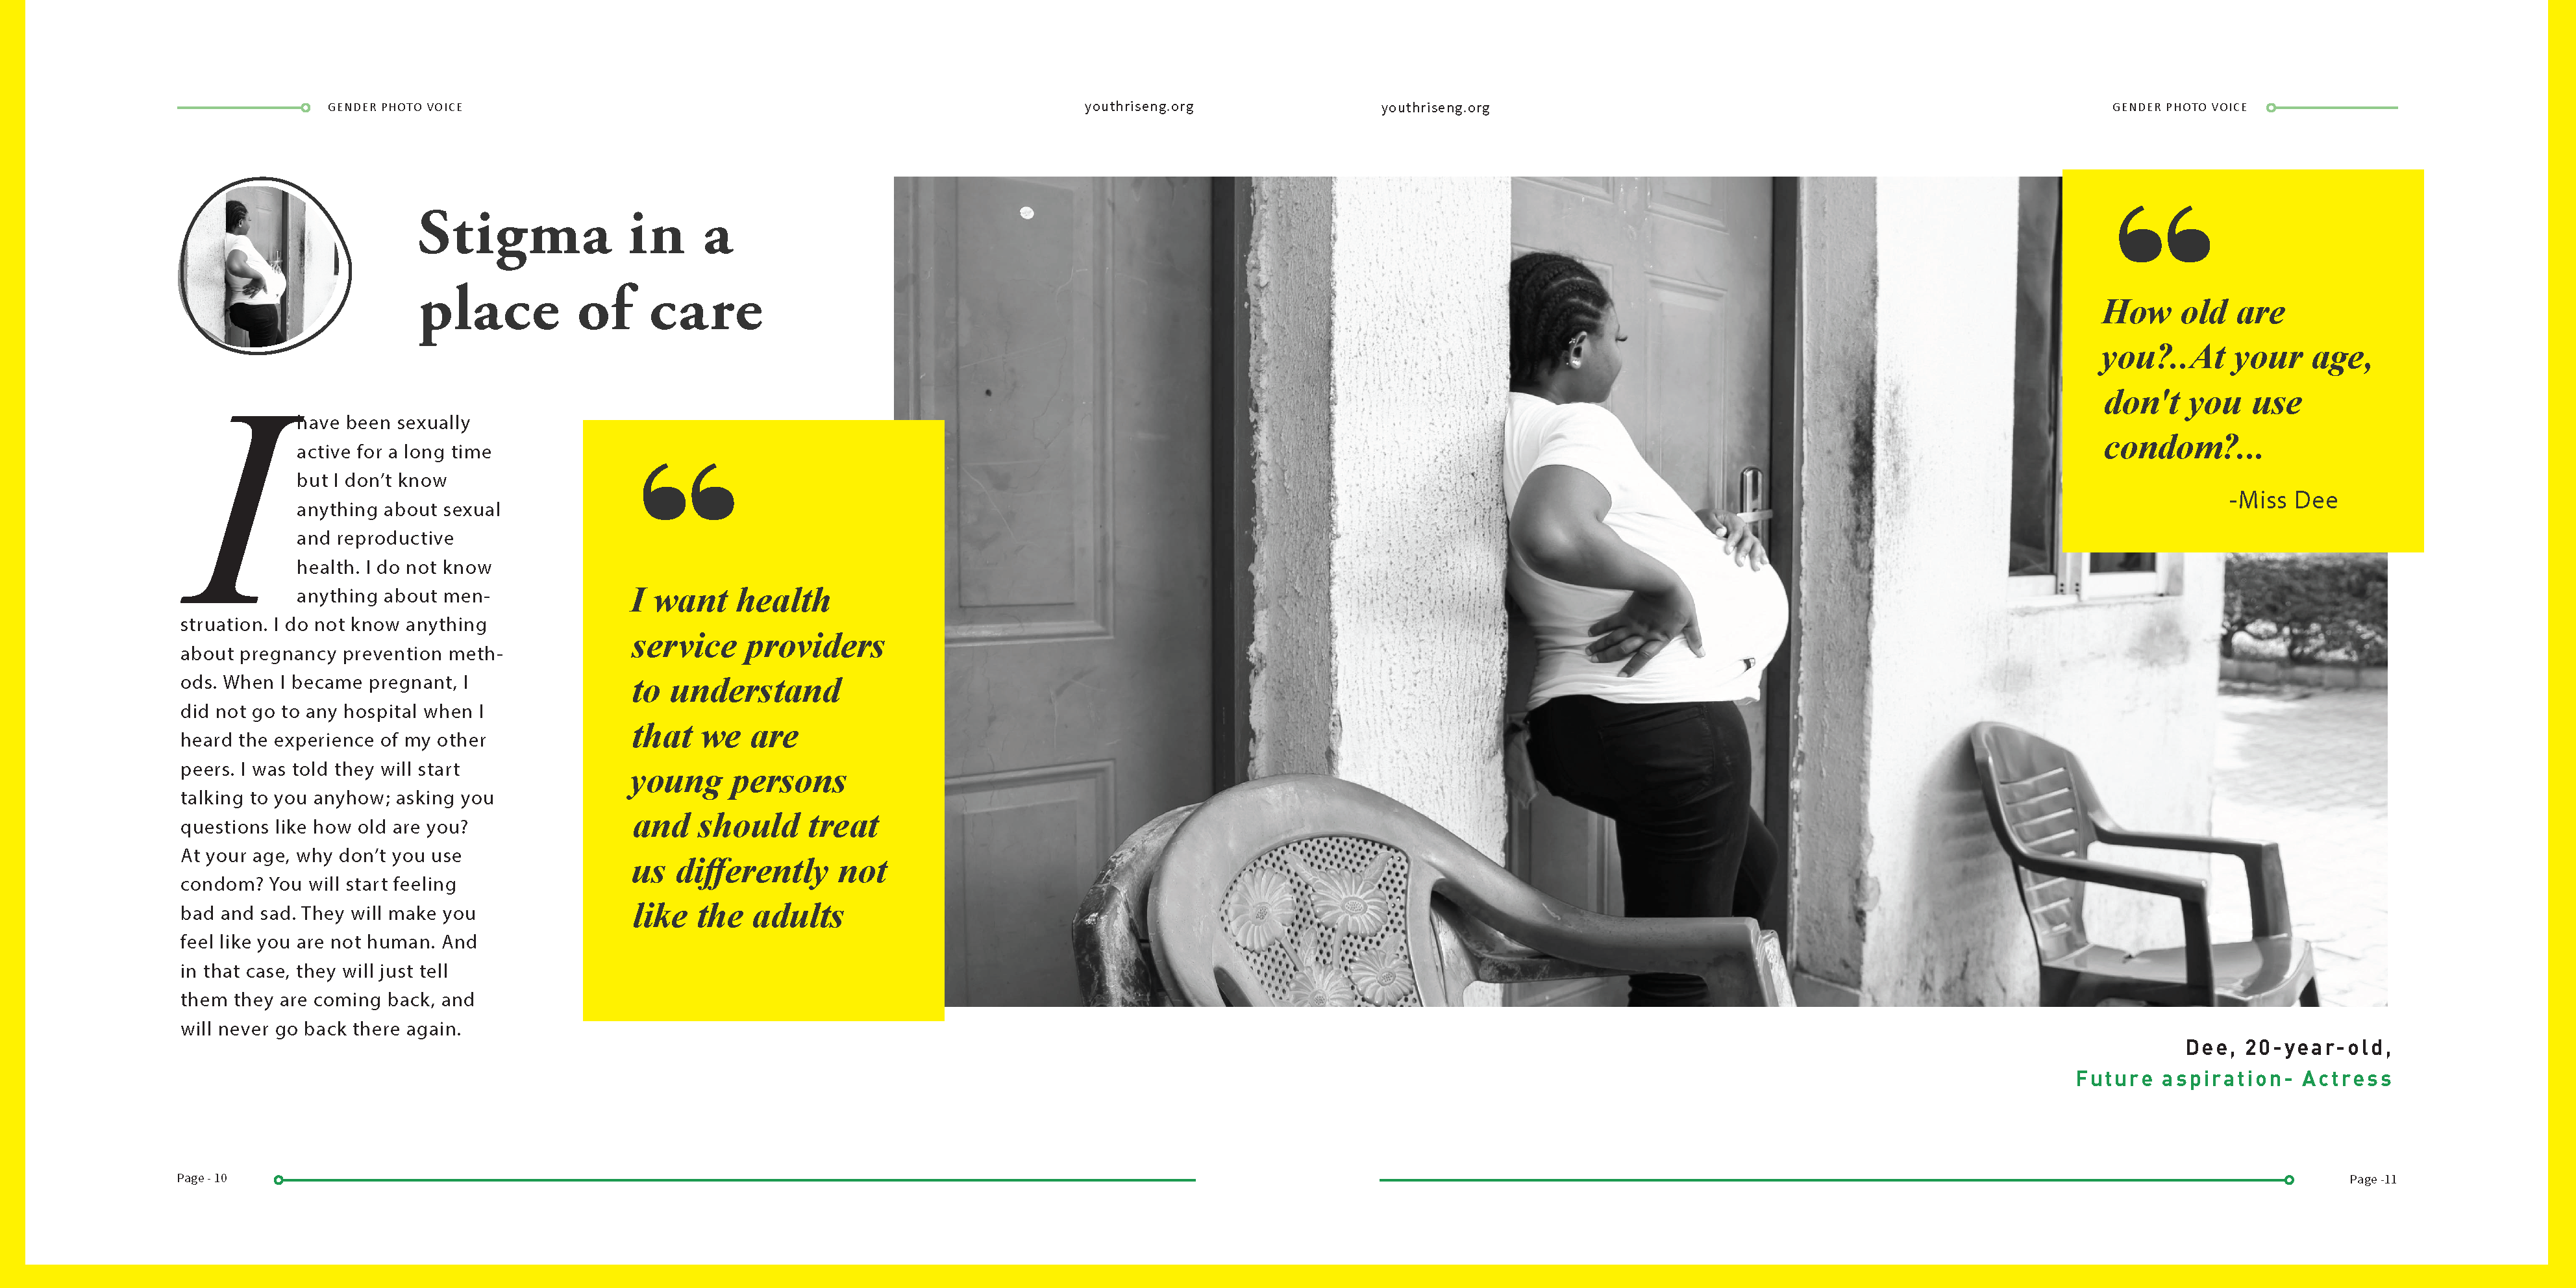 GENDER PHOTO VOICE
youthriseng.org
youthriseng.org
GENDER PHOTO VOICE
Stigma in a
place of care
I have been sexually
active for a long time
but I don’t know
anything about sexual
and reproductive
health. I do not know
anything about men-
struation. I do not know anything
about pregnancy prevention meth-
ods. When I became pregnant, I
did not go to any hospital when I
heard the experience of my other
peers. I was told they will start
talking to you anyhow; asking you
questions like how old are you?
At your age, why don’t you use
condom? You will start feeling
bad and sad. They will make you
feel like you are not human. And
in that case, they will just tell
them they are coming back, and
will never go back there again.
“
I want health
service providers
to understand
that we are
young persons
and should treat
us differently not
like the adults
“
How old are
you?..At your age,
don't you use
condom?...
-Miss Dee
Dee, 20-year-old,
Future aspiration- Actress
Page - 10
Page -11